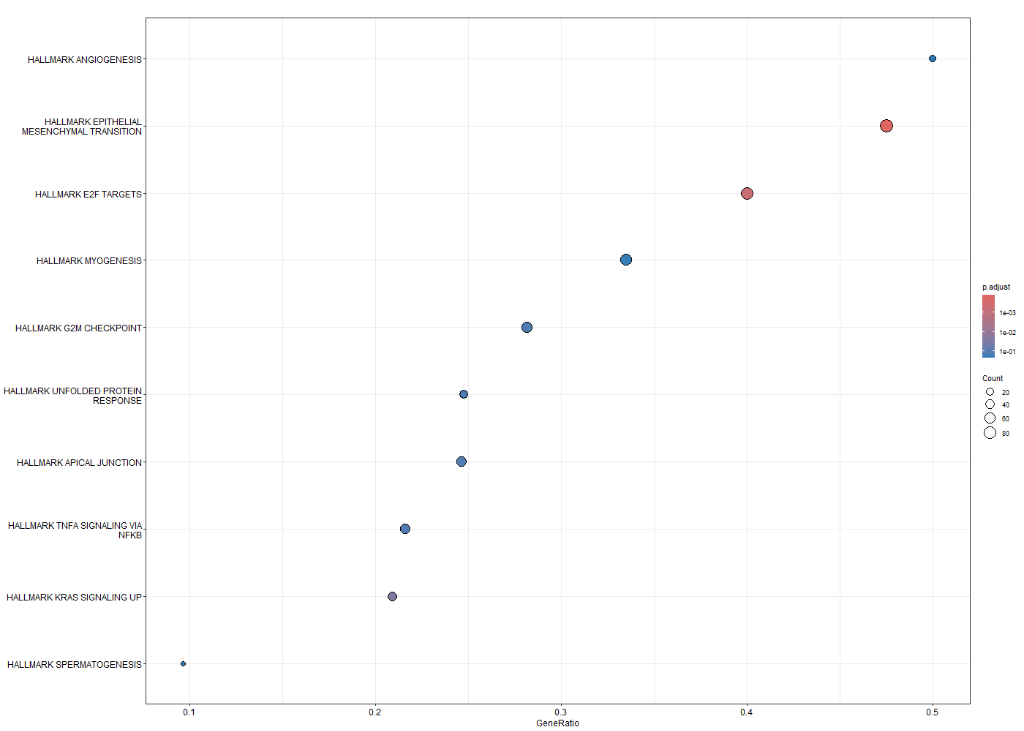 HALLMARK ANGIOGENESIS
HALLMARK EPITHELIAL
MESENCHYMAL TRANSITION
HALLMARK E2F TARGETS
HALLMARK MYOGENESIS
HALLMARK G2M CHECKPOINT
HALLMARK UNFOLDED PROTEIN
RESPONSE
HALLMARK APICAL JUNCTION
HALLMARK TNFA SIGNALING VIA
NFKB
HALLMARK KRAS SIGNALING UP
HALLMARK SPERMATOGENESIS
0.1 0.2 0.3 0.4 0.5
GeneRatio
p.adjust
1e-03
1e-02
1e-01
Count
20
40
60
80